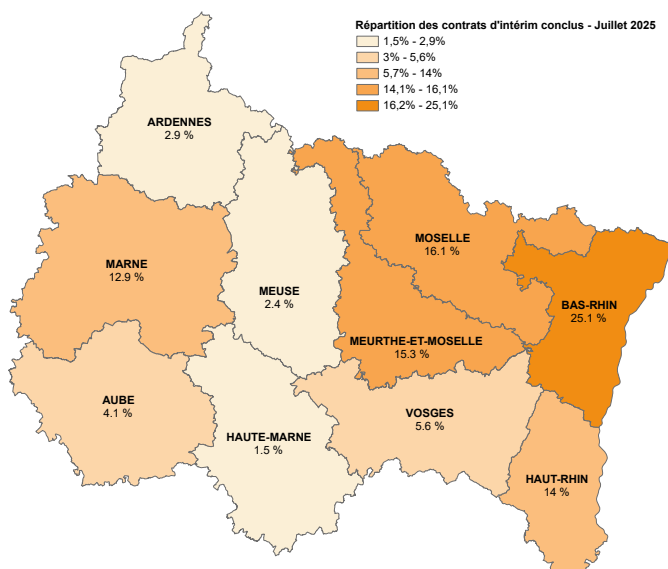 Répartition des contrats d'intérim conclus - Juillet 2025
1,5% - 2,9%
3% - 5,6%
5,7% - 14%
14,1% - 16,1%
16,2% - 25,1%
ARDENNES
2.9 %
MARNE
12.9 %
MEUSE
2.4 %
MOSELLE
16.1 %
BAS-RHIN
25.1 %
MEURTHE-ET-MOSELLE
15.3 %
AUBE
4.1 %
HAUTE-MARNE
1.5 %
VOSGES
5.6 %
HAUT-RHIN
14 %